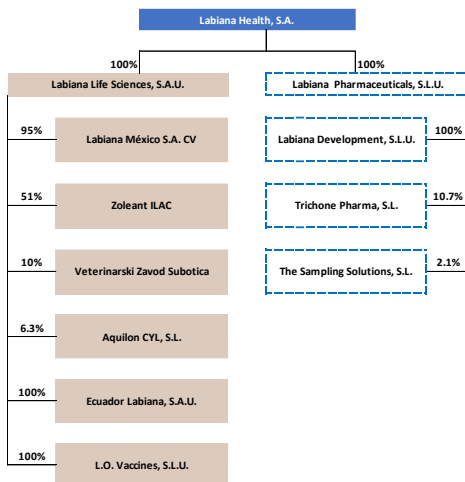 Labiana Health, S.A.
100%
100%
Labiana Life Sciences, S.A.U.
Labiana Pharmaceuticals, S.L.U.
95%
Labiana México S.A. CV
Labiana Development, S.L.U.
100%
51%
Zoleant ILAC
Trichone Pharma, S.L.
10.7%
10%
Veterinarski Zavod Subotica
The Sampling Solutions, S.L.
2.1%
6.3%
Aquilon CYL, S.L.
100%
Ecuador Labiana, S.A.U.
100%
L.O. Vaccines, S.L.U.